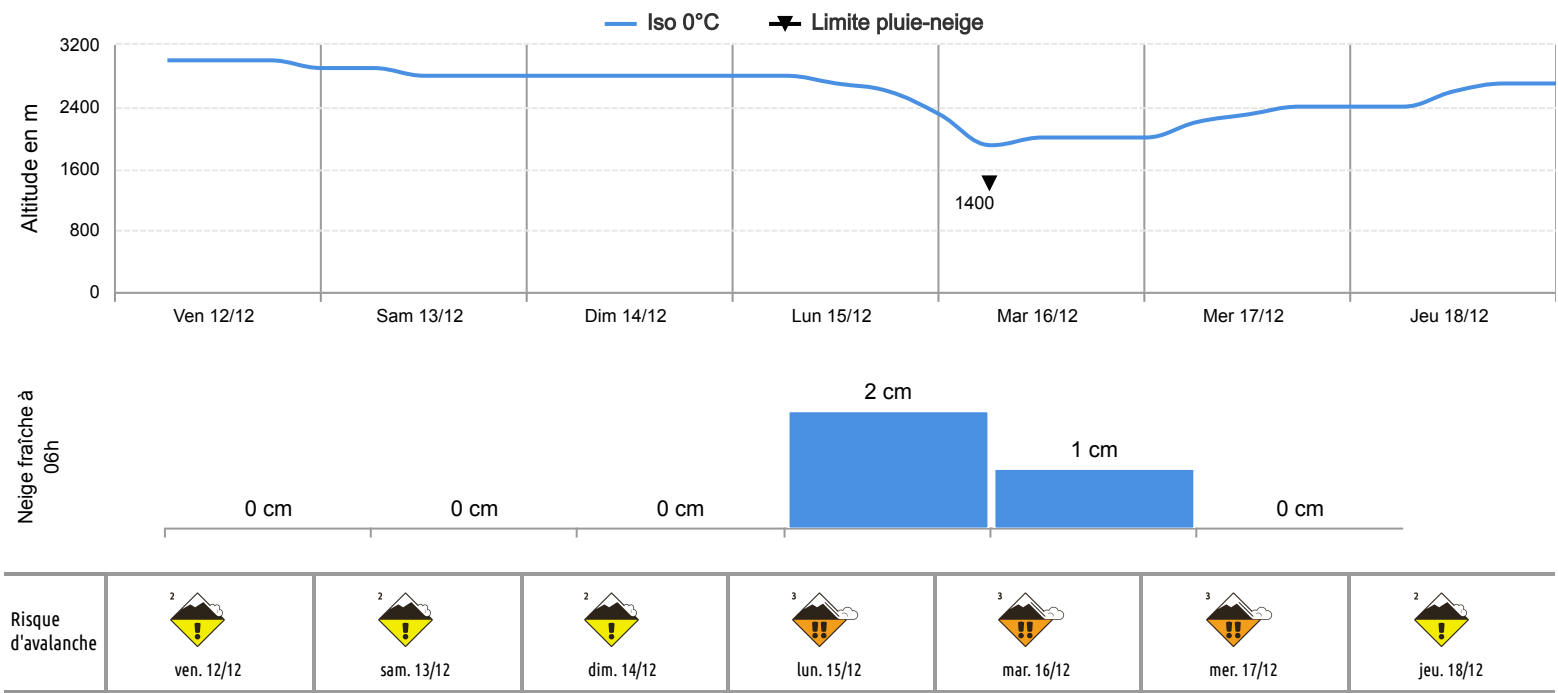 Iso 0°C Limite pluie-neige
Altitude en m
3200
2400
1600
800
0
1400
Ven 12/12 Sam 13/12 Dim 14/12 Lun 15/12 Mar 16/12 Mer 17/12 Jeu 18/12
Neige fraîche à
06h
0 cm 0 cm 0 cm 2 cm 1 cm 0 cm
Risque
d'avalanche
2 2 2 3 3 3 2
! ! ! !! !! !! !
ven. 12/12 sam. 13/12 dim. 14/12 lun. 15/12 mar. 16/12 mer. 17/12 jeu. 18/12